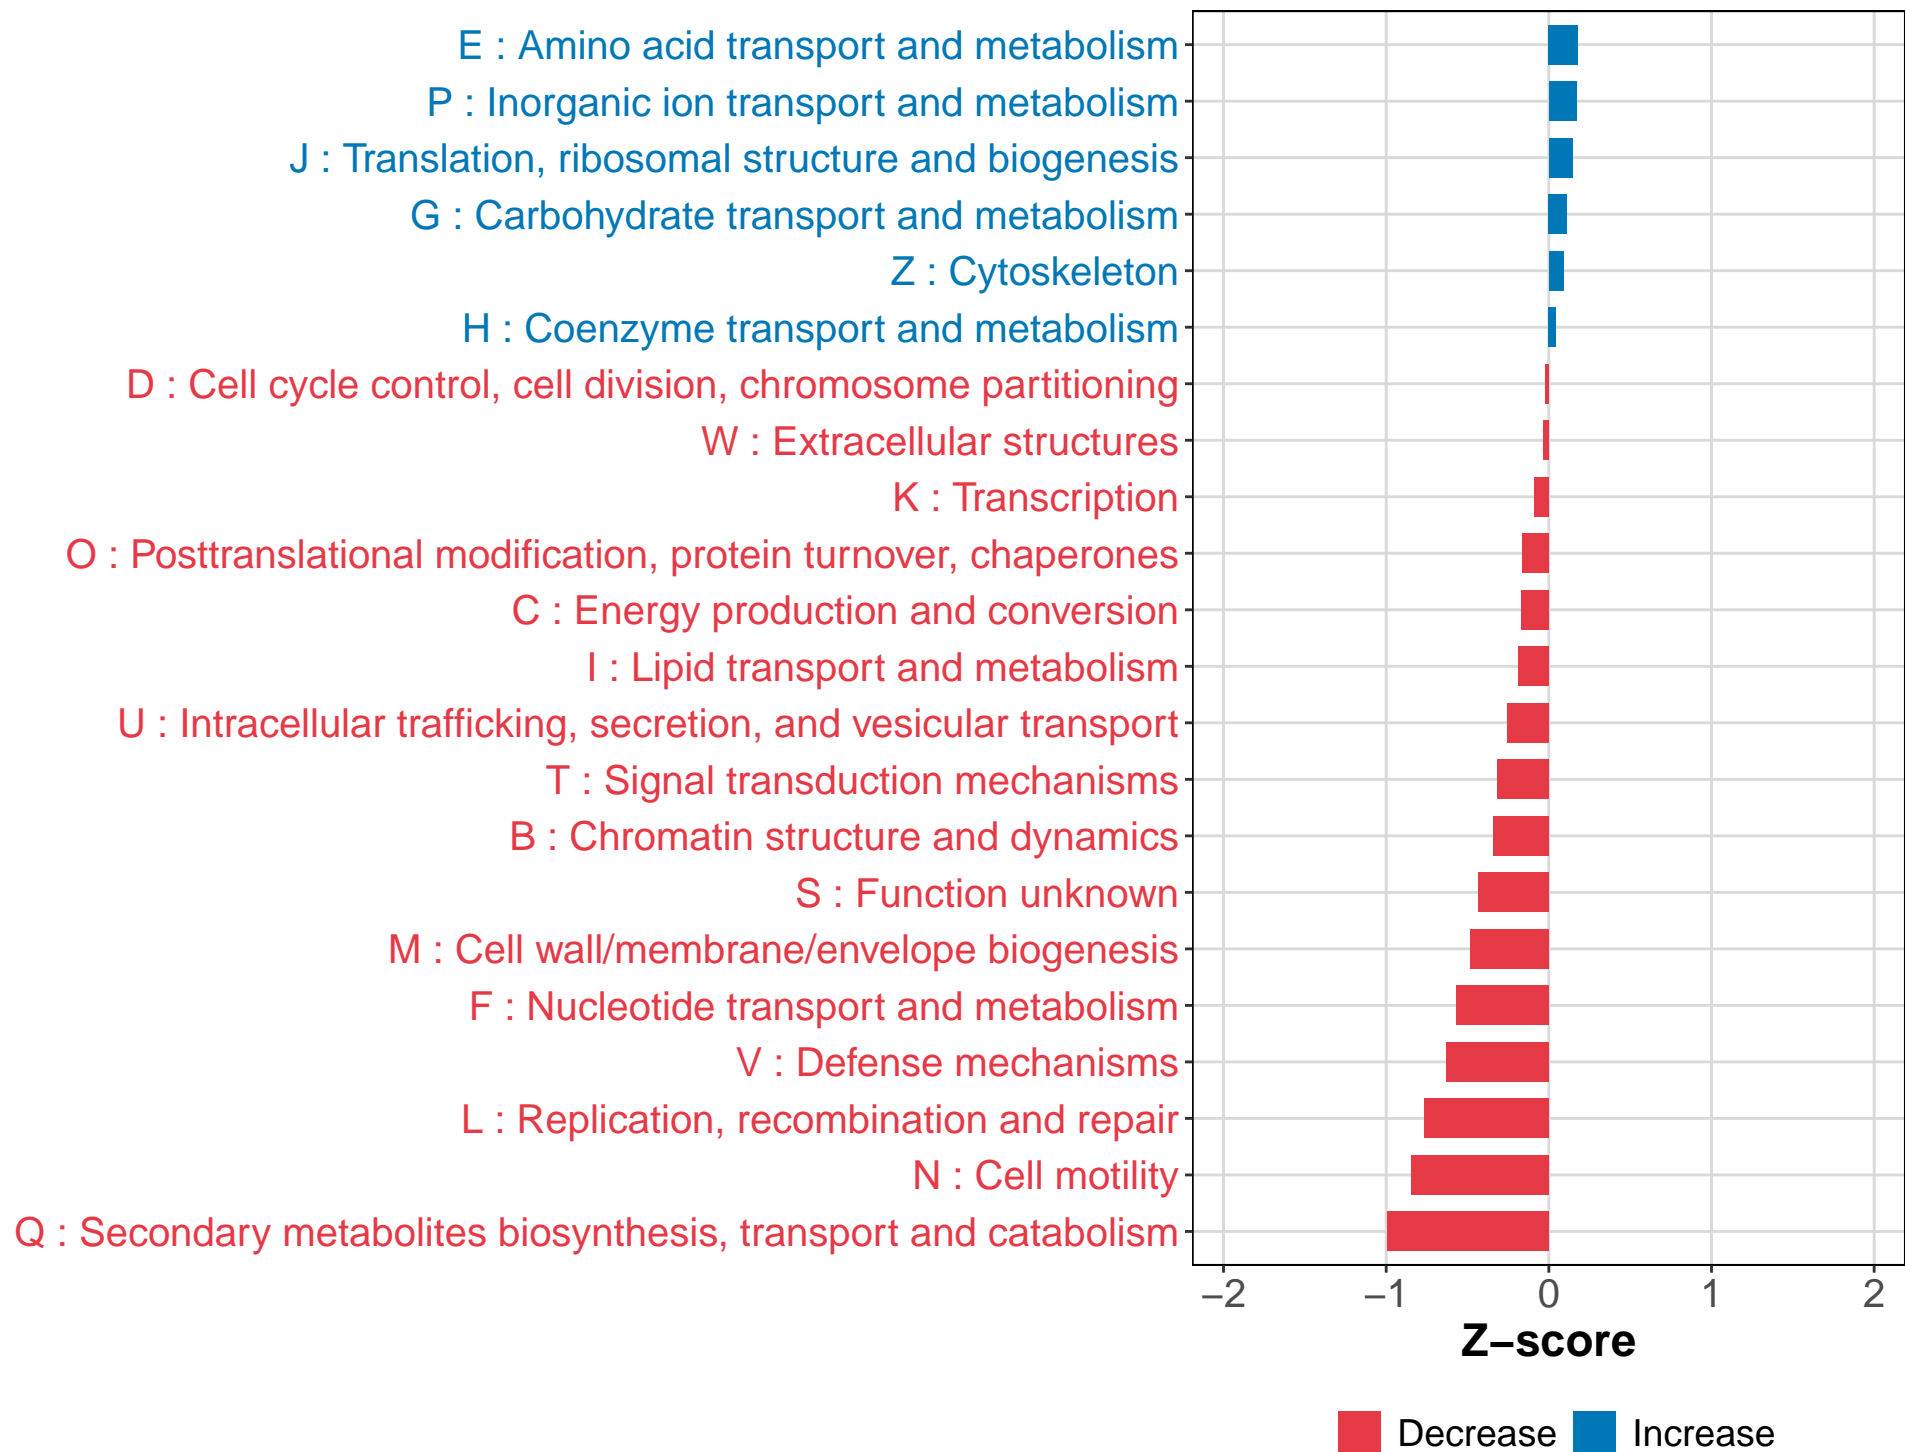 E : Amino acid transport and metabolism
P : Inorganic ion transport and metabolism
J : Translation, ribosomal structure and biogenesis
G : Carbohydrate transport and metabolism
Z : Cytoskeleton
H : Coenzyme transport and metabolism
D : Cell cycle control, cell division, chromosome partitioning
W : Extracellular structures
K : Transcription
O : Posttranslational modification, protein turnover, chaperones
C : Energy production and conversion
I : Lipid transport and metabolism
U : Intracellular trafficking, secretion, and vesicular transport
T : Signal transduction mechanisms
B : Chromatin structure and dynamics
S : Function unknown
M : Cell wall/membrane/envelope biogenesis
F : Nucleotide transport and metabolism
V : Defense mechanisms
L : Replication, recombination and repair
N : Cell motility
Q : Secondary metabolites biosynthesis, transport and catabolism
−2 −1 0 1 2
Z−score
Decrease Increase